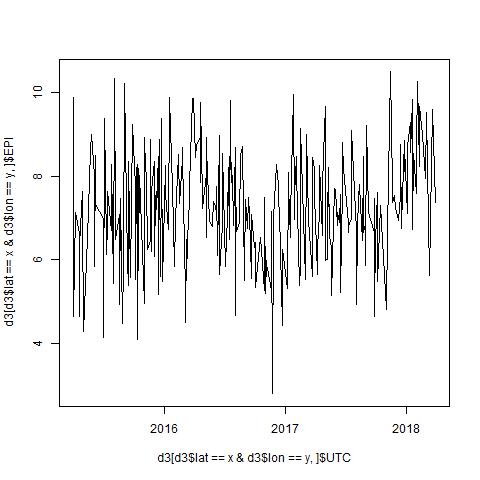 d3[d3$lat == x & d3$lon == y, ]$EPI
10
8
6
4
2016 2017 2018
d3[d3$lat == x & d3$lon == y, ]$UTC